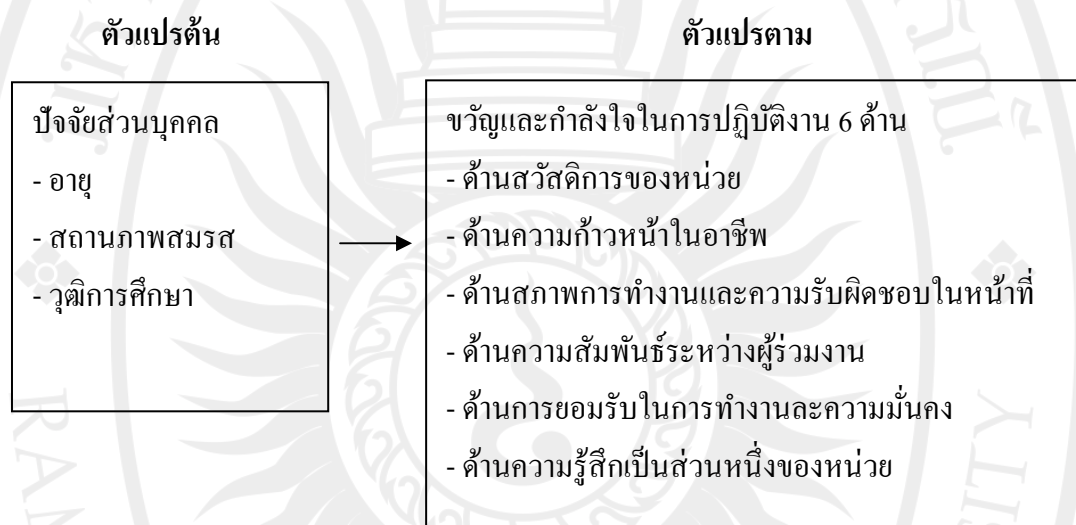 ตัวแปรต้น
ตัวแปรตาม
ปัจจัยส่วนบุคคล
- อายุ
- สถานภาพสมรส
- วุฒิการศึกษา
ขวัญและกำลังใจในการปฏิบัติงาน 6 ด้าน
- ด้านสวัสดิการของหน่วย
- ด้านความก้าวหน้าในอาชีพ
- ด้านสภาพการทำงานและความรับผิดชอบในหน้าที่
- ด้านความสัมพันธ์ระหว่างผู้ร่วมงาน
- ด้านการยอมรับในการทำงานละความมั่นคง
- ด้านความรู้สึกเป็นส่วนหนึ่งของหน่วย